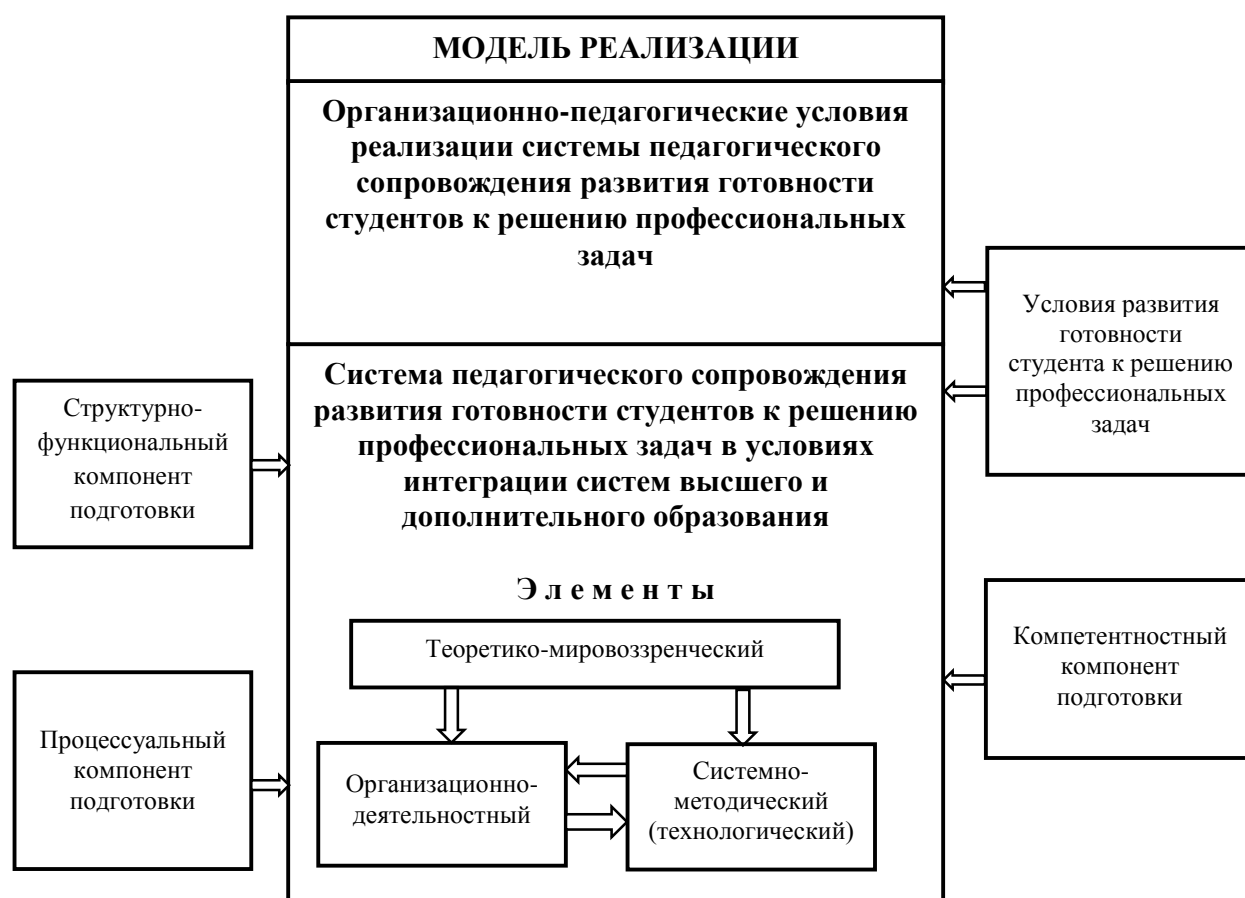 МОДЕЛЬ РЕАЛИЗАЦИИ
Организационно-педагогические условия
реализации системы педагогического
сопровождения развития готовности
студентов к решению профессиональных
задач
Условия развития
готовности
студента к решению
профессиональных
задач
Система педагогического сопровождения
развития готовности студентов к решению
профессиональных задач в условиях
интеграции систем высшего и
дополнительного образования
Структурно-
функциональный
компонент
подготовки
Э л е м е н т ы
Теоретико-мировоззренческий
Компетентностный
компонент
подготовки
Процессуальный
компонент
подготовки
Организационно-
деятельностный
Системно-
методический
(технологический)